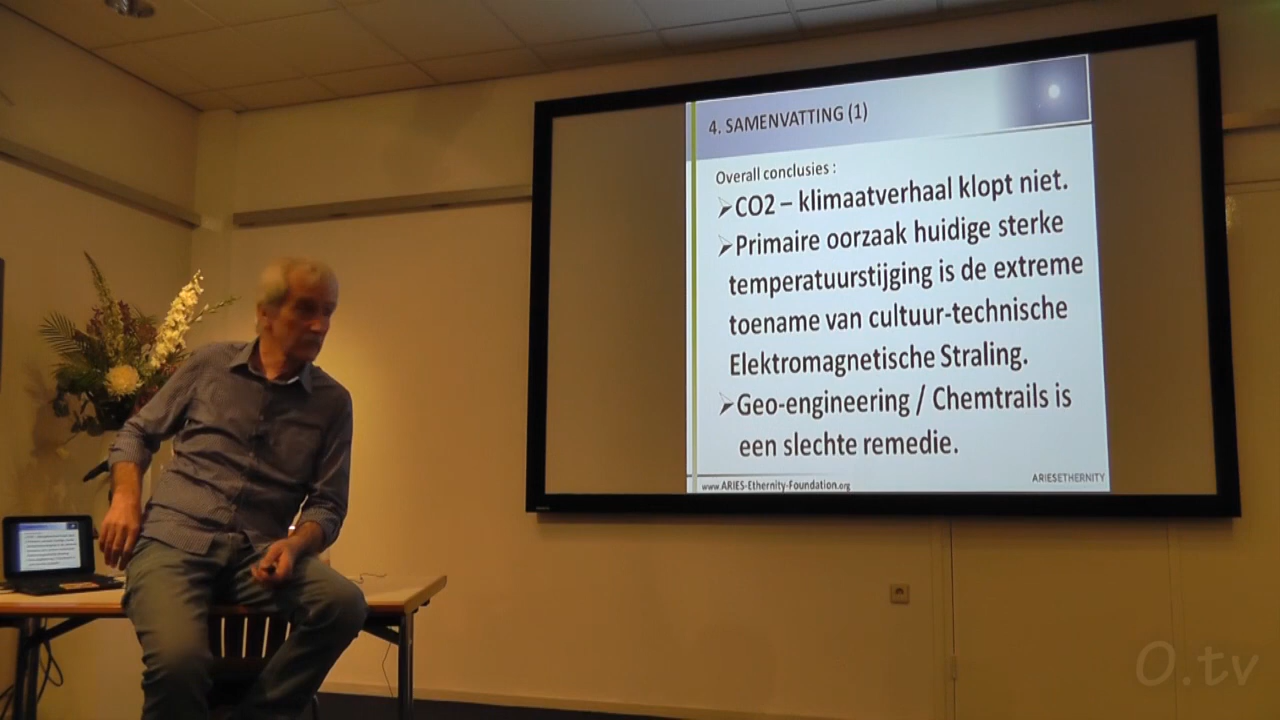 4. SAMENVATTING (1)
Overall conclusies :
➢CO2 – klimaatverhaal klopt niet.
➢Primaire oorzaak huidige sterke
temperatuurstijging is de extreme
toename van cultuur-technische
Elektromagnetische Straling.
➢Geo-engineering / Chemtrails is
een slechte remedie.
www.ARIES-Ethernity-Foundation.org
ARIESETHERNITY
O.tv